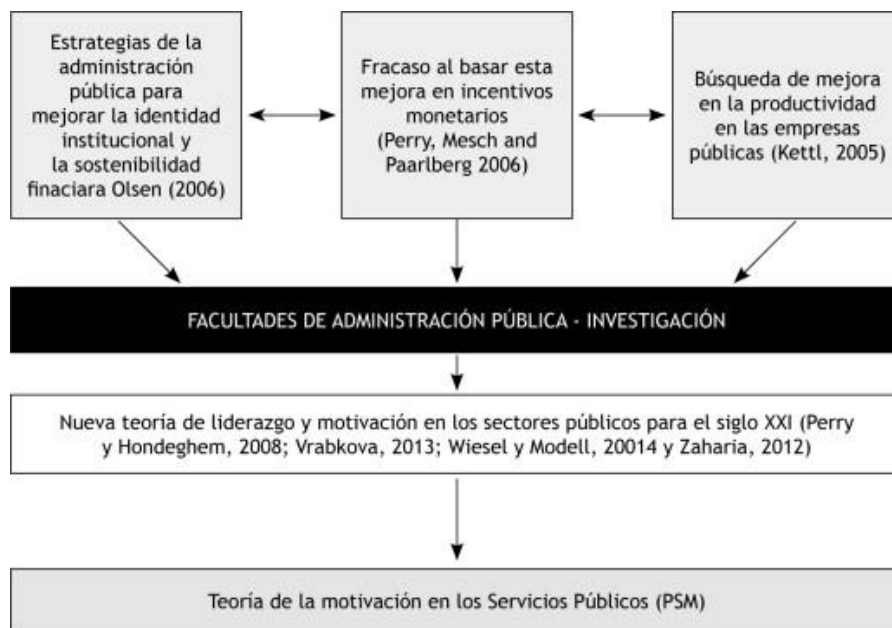 Estrategias de la
administración
pública para
mejorar la identidad
institucional y
la sostenibilidad
finaciara Olsen (2006)
Fracaso al basar esta
mejora en incentivos
monetarios
(Perry, Mesch and
Paarlberg 2006)
Búsqueda de mejora
en la productividad
en las empresas
públicas (Kettl, 2005)
FACULTADES DE ADMINISTRACIÓN PÚBLICA - INVESTIGACIÓN
Nueva teoría de liderazgo y motivación en los sectores públicos para el siglo XXI (Perry
y Hondeghem, 2008; Vrabkova, 2013; Wiesel y Modell, 20014 y Zaharia, 2012)
Teoría de la motivación en los Servicios Públicos (PSM)